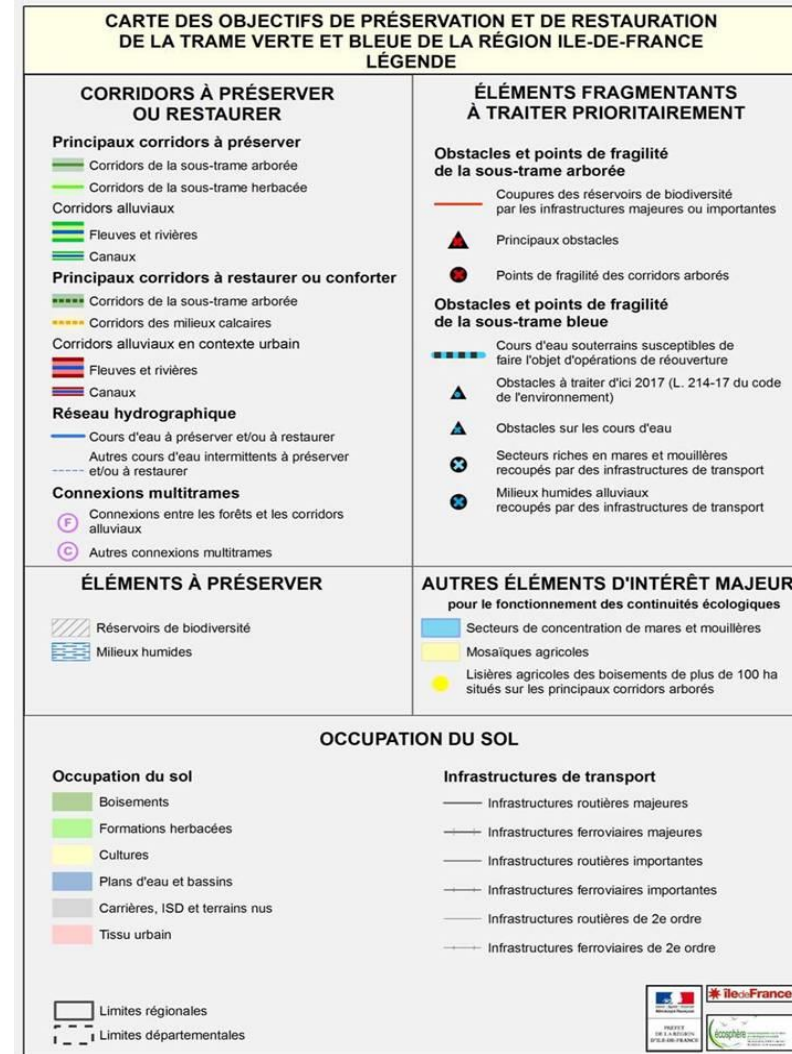 CARTE DES OBJECTIFS DE PRÉSERVATION ET DE RESTAURATION
DE LA TRAME VERTE ET BLEUE DE LA RÉGION ILE-DE-FRANCE
LÉGENDE
CORRIDORS À PRÉSERVER
OU RESTAURER
Principaux corridors à préserver
Corridors de la sous-trame arborée
Corridors de la sous-trame herbacée
Corridors alluviaux
Fleuves et rivières
Canaux
Principaux corridors à restaurer ou conforter
Corridors de la sous-trame arborée
Corridors des milieux calcaires
Corridors alluviaux en contexte urbain
Fleuves et rivières
Canaux
Réseau hydrographique
Cours d'eau à préserver et/ou à restaurer
Autres cours d'eau intermittents à préserver
et/ou à restaurer
Connexions multitrames
F
Connexions entre les forêts et les corridors
alluviaux
C
Autres connexions multitrames
ÉLÉMENTS FRAGMENTANTS
À TRAITER PRIORITAIREMENT
Obstacles et points de fragilité
de la sous-trame arborée
Coupures des réservoirs de biodiversité
par les infrastructures majeures ou importantes
Principaux obstacles
Points de fragilité des corridors arborés
Obstacles et points de fragilité
de la sous-trame bleue
Cours d'eau souterrains susceptibles de
faire l'objet d'opérations de réouverture
Obstacles à traiter d'ici 2017 (L. 214-17 du code
de l'environnement)
Obstacles sur les cours d'eau
Secteurs riches en mares et mouillères
recoupés par des infrastructures de transport
Milieux humides alluviaux
recoupés par des infrastructures de transport
ÉLÉMENTS À PRÉSERVER
Réservoirs de biodiversité
Milieux humides
AUTRES ÉLÉMENTS D'INTÉRÊT MAJEUR
pour le fonctionnement des continuités écologiques
Secteurs de concentration de mares et mouillères
Mosaïques agricoles
Lisières agricoles des boisements de plus de 100 ha
situés sur les principaux corridors arborés
OCCUPATION DU SOL
Occupation du sol
Boisements
Formations herbacées
Cultures
Plans d'eau et bassins
Carrières, ISD et terrains nus
Tissu urbain
Limites régionales
Limites départementales
Infrastructures de transport
Infrastructures routières majeures
Infrastructures ferroviaires majeures
Infrastructures routières importantes
Infrastructures ferroviaires importantes
Infrastructures routières de 2e ordre
Infrastructures ferroviaires de 2e ordre
PRÉFET
DE LA RÉGION
D'ILE-DE-FRANCE
îledeFrance
écosphère